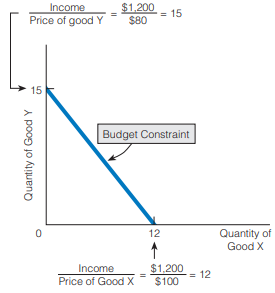 Income / Price of good Y = $1,200 / $80 = 15
15
Quantity of Good Y
Budget Constraint
0
12
Quantity of
Good X
Income / Price of Good X = $1,200 / $100 = 12